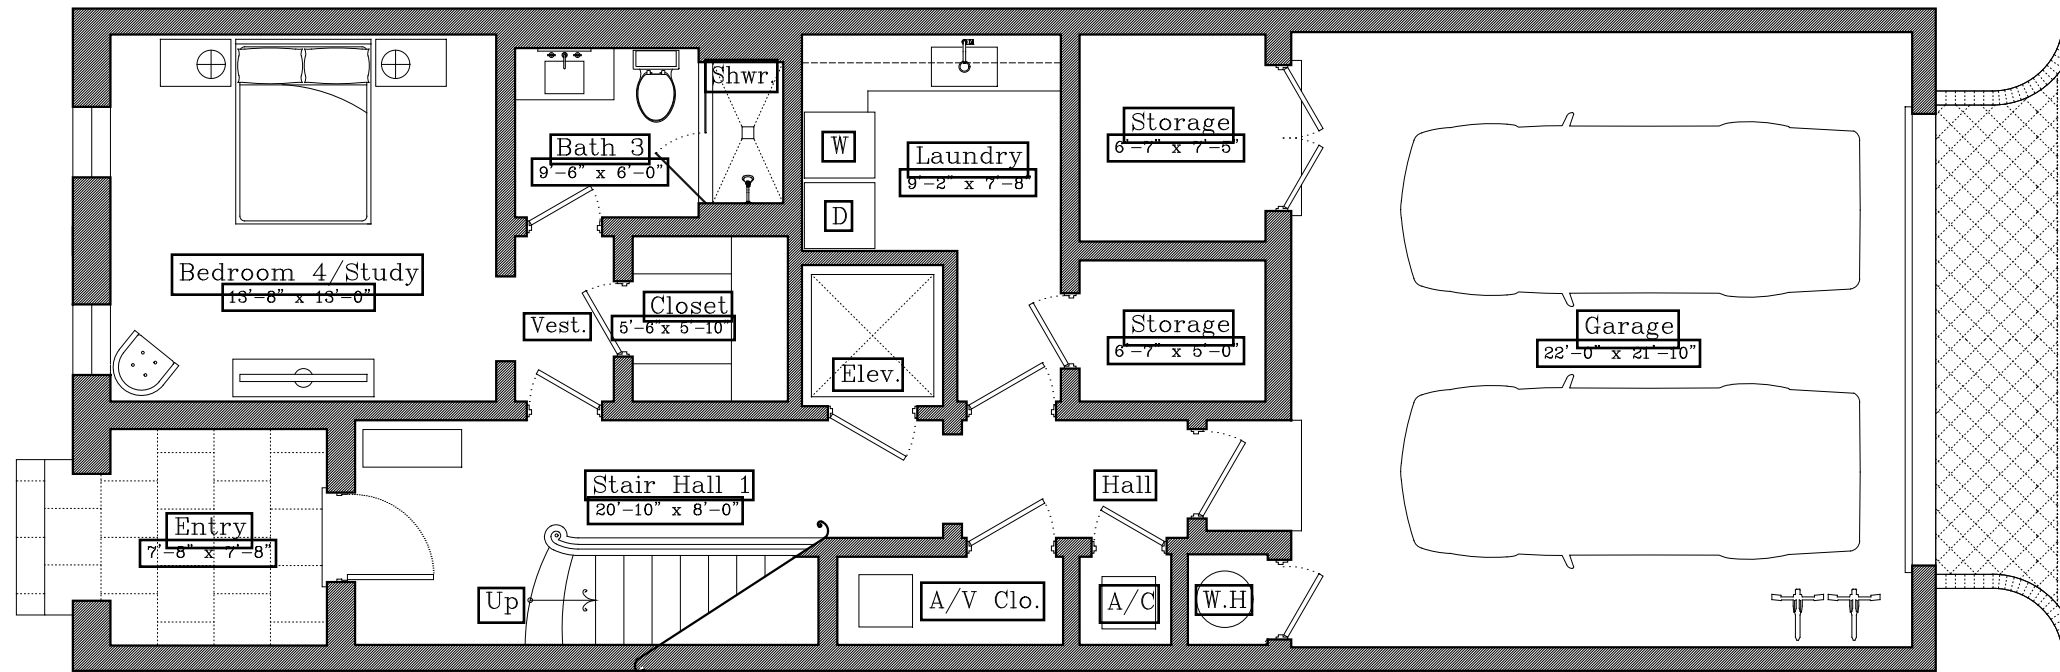 Shwr.
Bath 3
9'-6" x 6'-0"
W
D
Laundry
9'-2" x 7'-8"
Storage
6'-7" x 7'-5"
Bedroom 4/Study
13'-8" x 13'-0"
Vest.
Closet
5'-6"x 5'-10"
Elev.
Storage
6'-7" x 5'-0"
Garage
22'-0" x 21'-10"
Entry
7'-8" x 7'-8"
Stair Hall 1
20'-10" x 8'-0"
Hall
Up
A/V Clo.
A/C
W.H